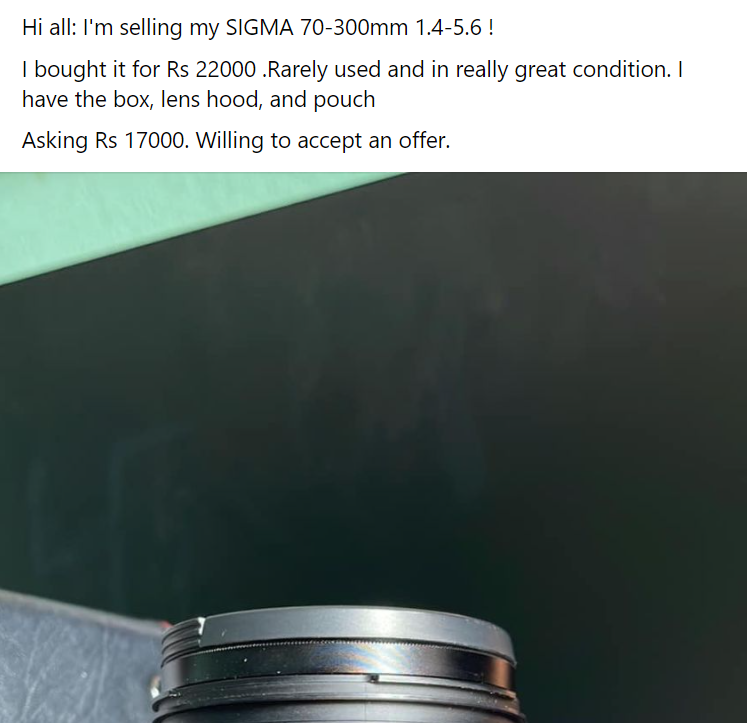 Hi all: I'm selling my SIGMA 70-300mm 1.4-5.6 !
I bought it for Rs 22000 .Rarely used and in really great condition. I
have the box, lens hood, and pouch
Asking Rs 17000. Willing to accept an offer.